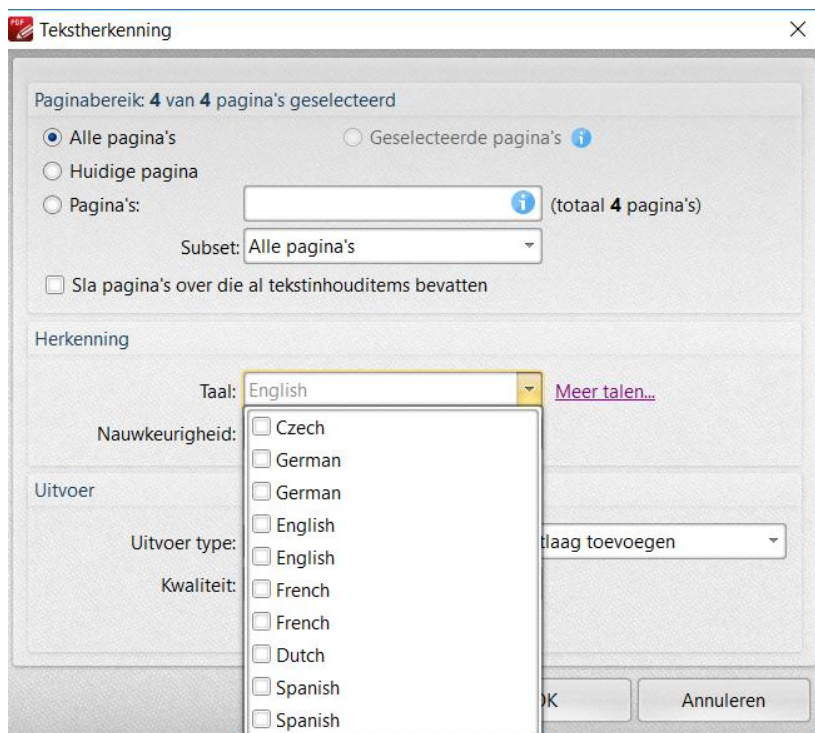 PDF
Tekstherkenning
Paginabereik: 4 van 4 pagina's geselecteerd
Alle pagina's
Geselecteerde pagina's
Huidige pagina
Pagina's:
(totaal 4 pagina's)
Subset: Alle pagina's
Sla pagina's over die al tekstinhouditems bevatten
Herkenning
Taal: English
Meer talen...
Nauwkeurigheid:
Czech
German
German
English
English
French
French
Dutch
Spanish
Spanish
Uitvoer
Uitvoer type:
tlaag toevoegen
Kwaliteit:
OK
Annuleren